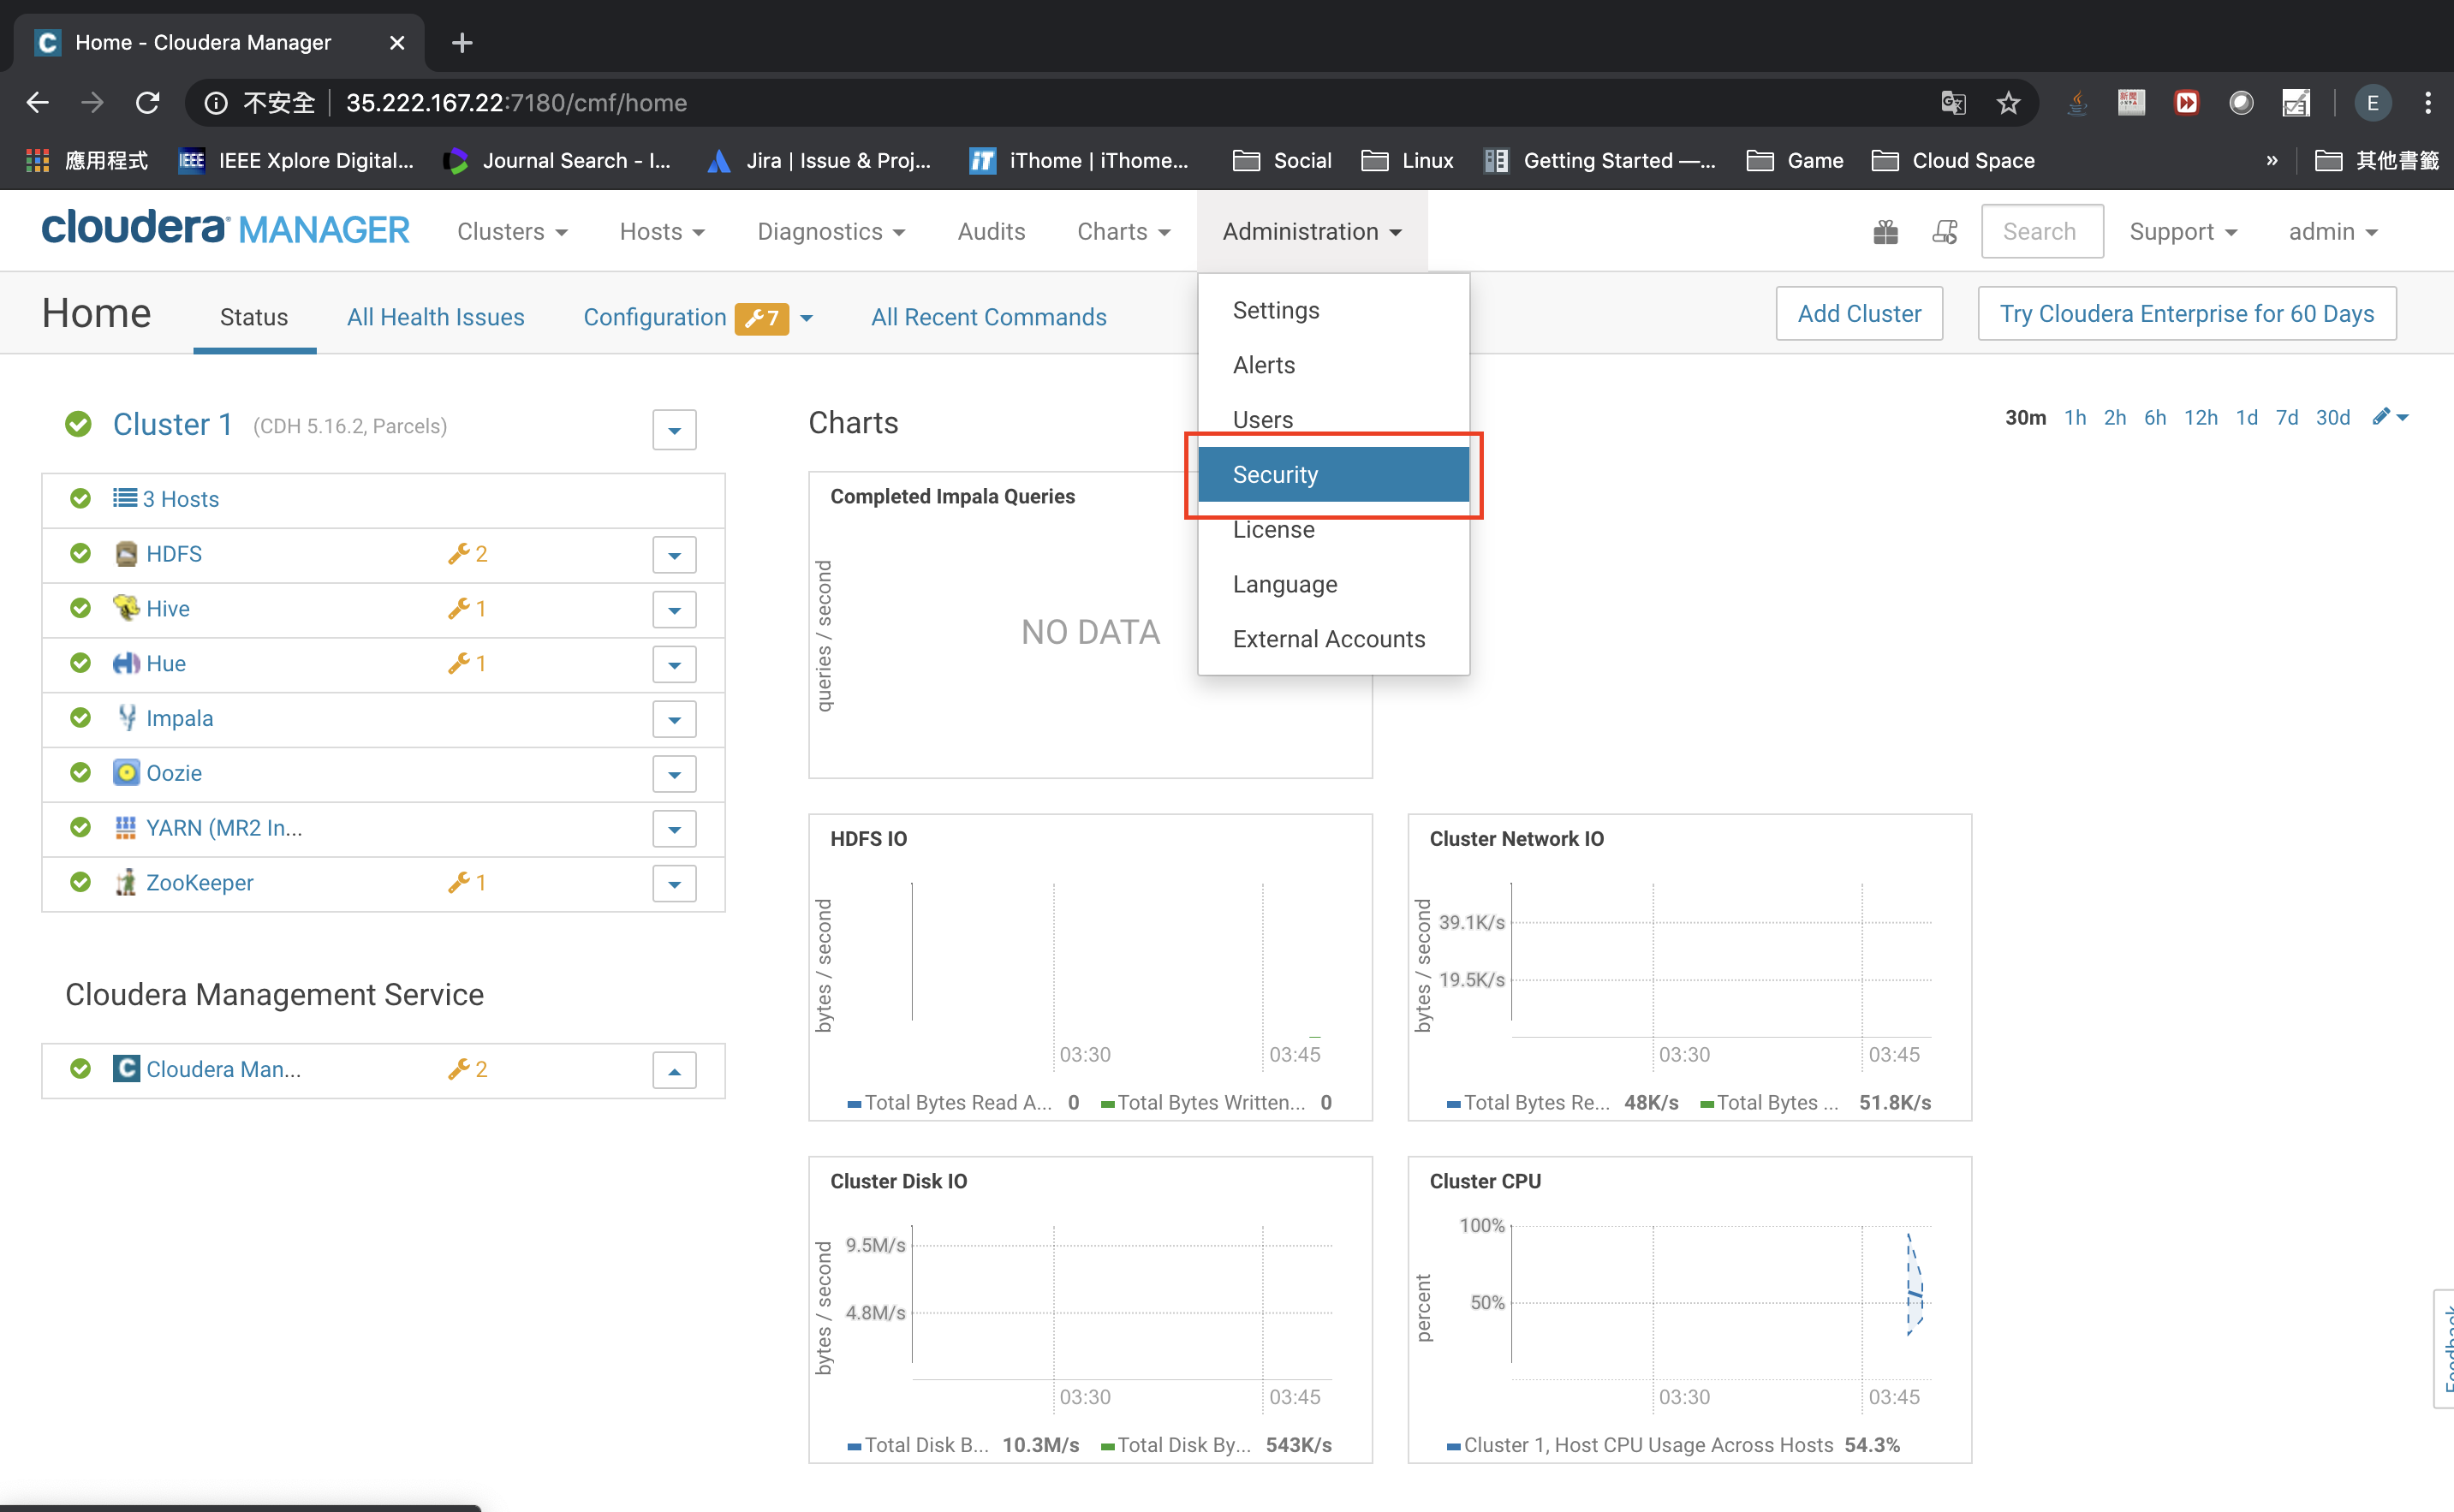 Home - Cloudera Manager
不安全 35.222.167.22:7180/cmf/home
E
應用程式 IEEE IEEE Xplore Digital... Journal Search - I... Jira | Issue & Proj... iT iThome | iThome... Social Linux Getting Started —... Game Cloud Space » 其他書籤
cloudera MANAGER Clusters Hosts Diagnostics Audits Charts Administration Search Support admin
Home Status All Health Issues Configuration 7 All Recent Commands Add Cluster Try Cloudera Enterprise for 60 Days
Settings
Alerts
Users
Security
License
Language
External Accounts
Cluster 1 (CDH 5.16.2, Parcels)
3 Hosts
HDFS 2
Hive 1
Hue 1
Impala
Oozie
YARN (MR2 In...
ZooKeeper 1
Cloudera Management Service
Cloudera Man... 2
Charts
30m 1h 2h 6h 12h 1d 7d 30d
Completed Impala Queries
queries / second
NO DATA
HDFS IO
bytes / second
03:30 03:45
Total Bytes Read A... 0 Total Bytes Written... 0
Cluster Network IO
bytes / second
39.1K/s
19.5K/s
03:30 03:45
Total Bytes Re... 48K/s Total Bytes ... 51.8K/s
Cluster Disk IO
bytes / second
9.5M/s
4.8M/s
03:30 03:45
Total Disk B... 10.3M/s Total Disk By... 543K/s
Cluster CPU
percent
100%
50%
03:30 03:45
Cluster 1, Host CPU Usage Across Hosts 54.3%
Feedback